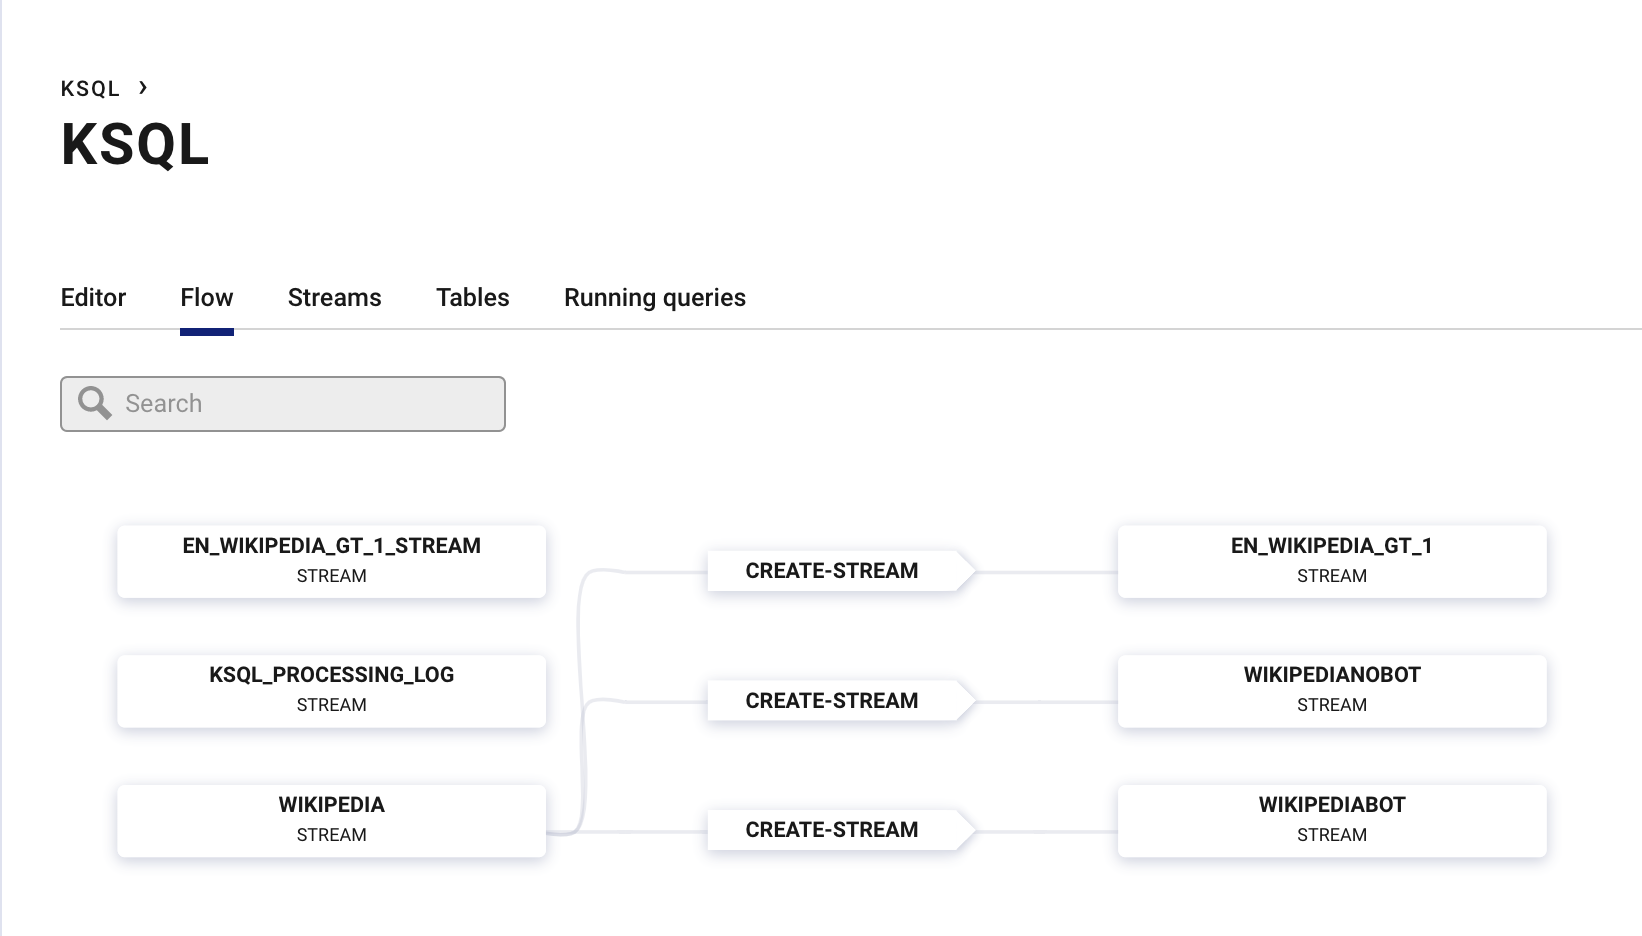 KSQL ›
KSQL
Editor Flow Streams Tables Running queries
Search
EN_WIKIPEDIA_GT_1_STREAM
STREAM
CREATE-STREAM
EN_WIKIPEDIA_GT_1
STREAM
KSQL_PROCESSING_LOG
STREAM
CREATE-STREAM
WIKIPEDIANOBOT
STREAM
WIKIPEDIA
STREAM
CREATE-STREAM
WIKIPEDIABOT
STREAM